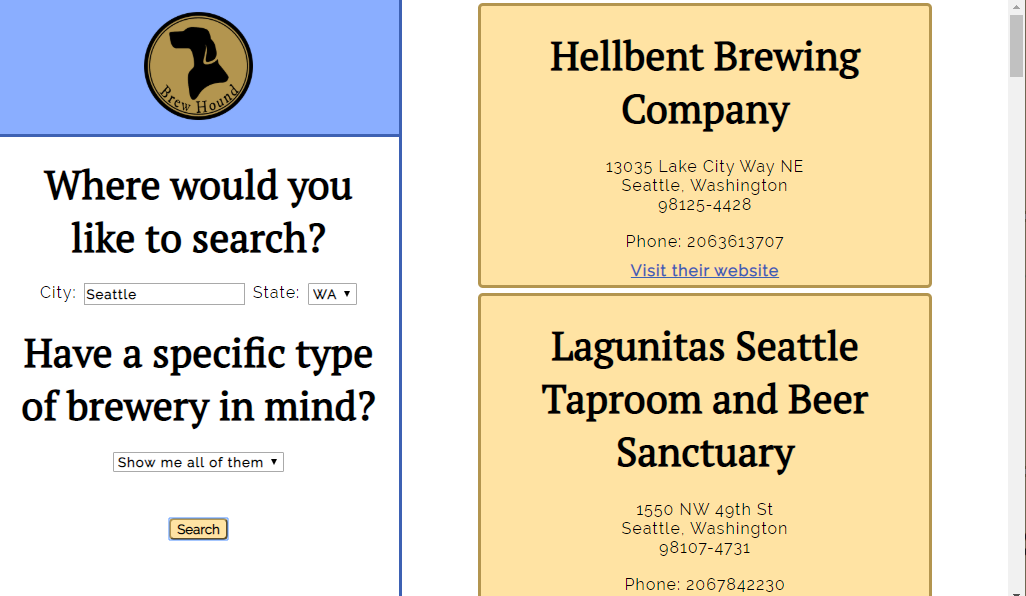 Brew Hound
Where would you
like to search?
City: Seattle State: WA
Have a specific type
of brewery in mind?
Show me all of them
Search
Hellbent Brewing
Company
13035 Lake City Way NE
Seattle, Washington
98125-4428
Phone: 2063613707
Visit their website
Lagunitas Seattle
Taproom and Beer
Sanctuary
1550 NW 49th St
Seattle, Washington
98107-4731
Phone: 2067842230